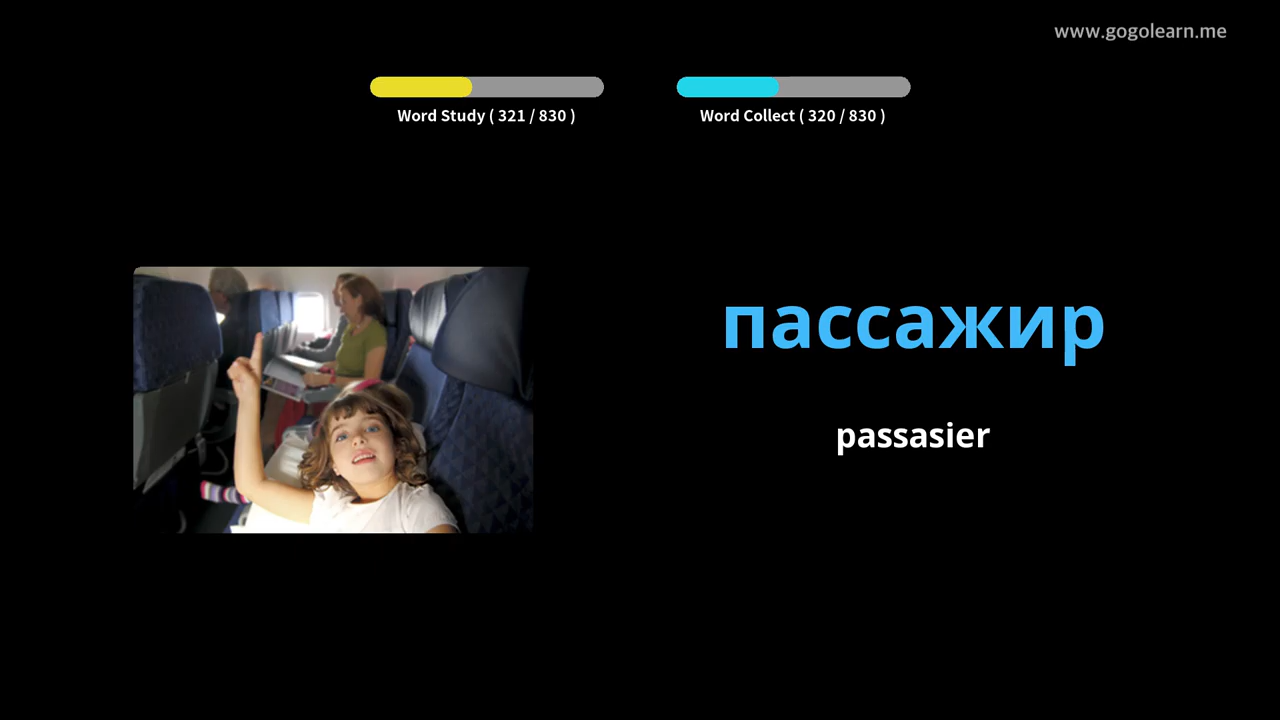 www.gogolearn.me
Word Study ( 321 / 830 )
Word Collect ( 320 / 830 )
пассажир
passasier